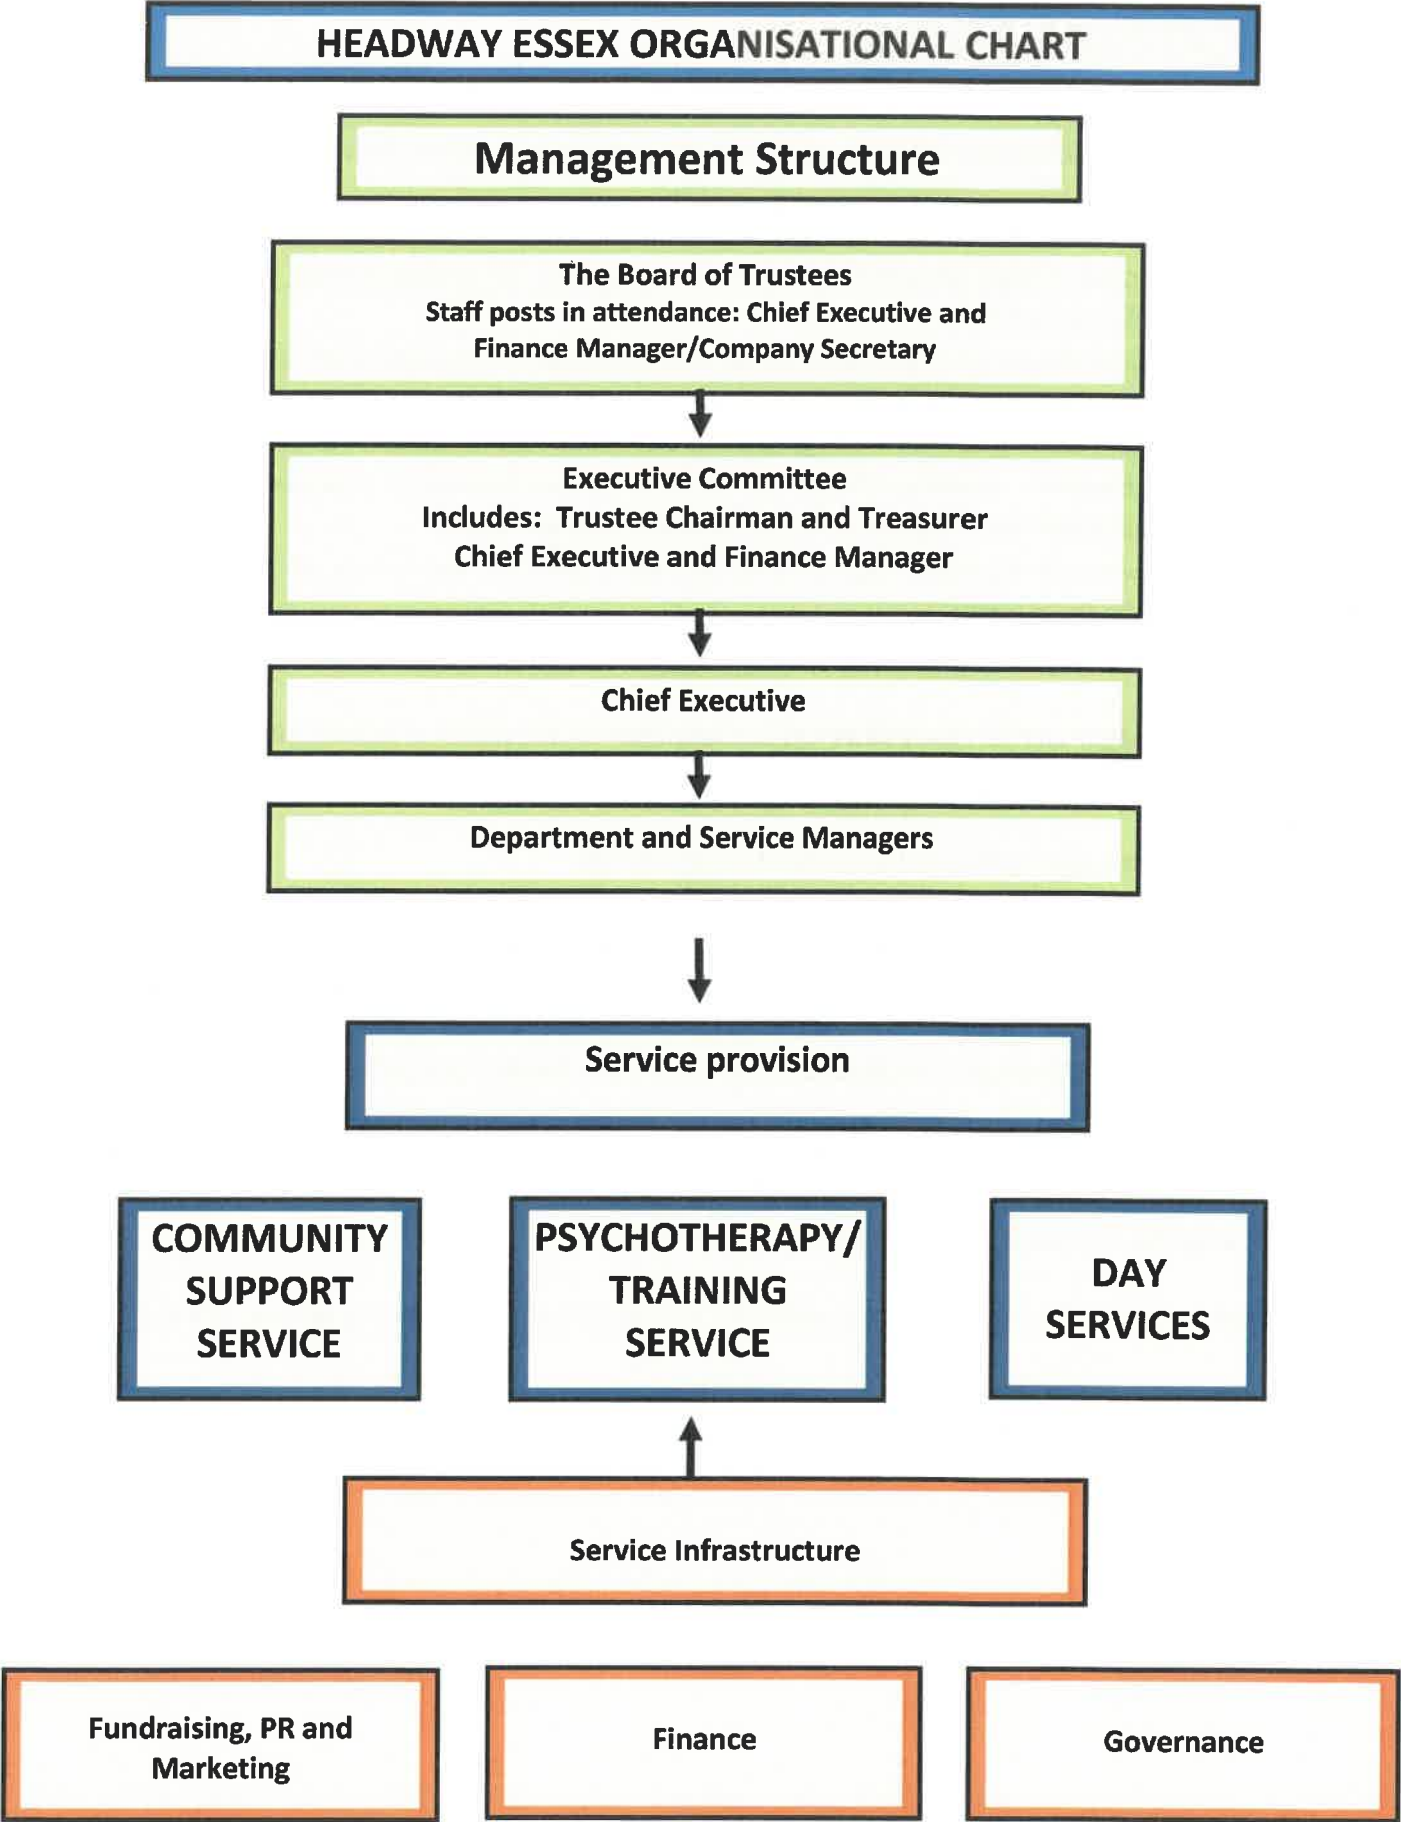 HEADWAY ESSEX ORGANISATIONAL CHART
Management Structure
The Board of Trustees
Staff posts in attendance: Chief Executive and
Finance Manager/Company Secretary
Executive Committee
Includes: Trustee Chairman and Treasurer
Chief Executive and Finance Manager
Chief Executive
Department and Service Managers
Service provision
COMMUNITY
SUPPORT
SERVICE
PSYCHOTHERAPY/
TRAINING
SERVICE
DAY
SERVICES
Service Infrastructure
Fundraising, PR and
Marketing
Finance
Governance